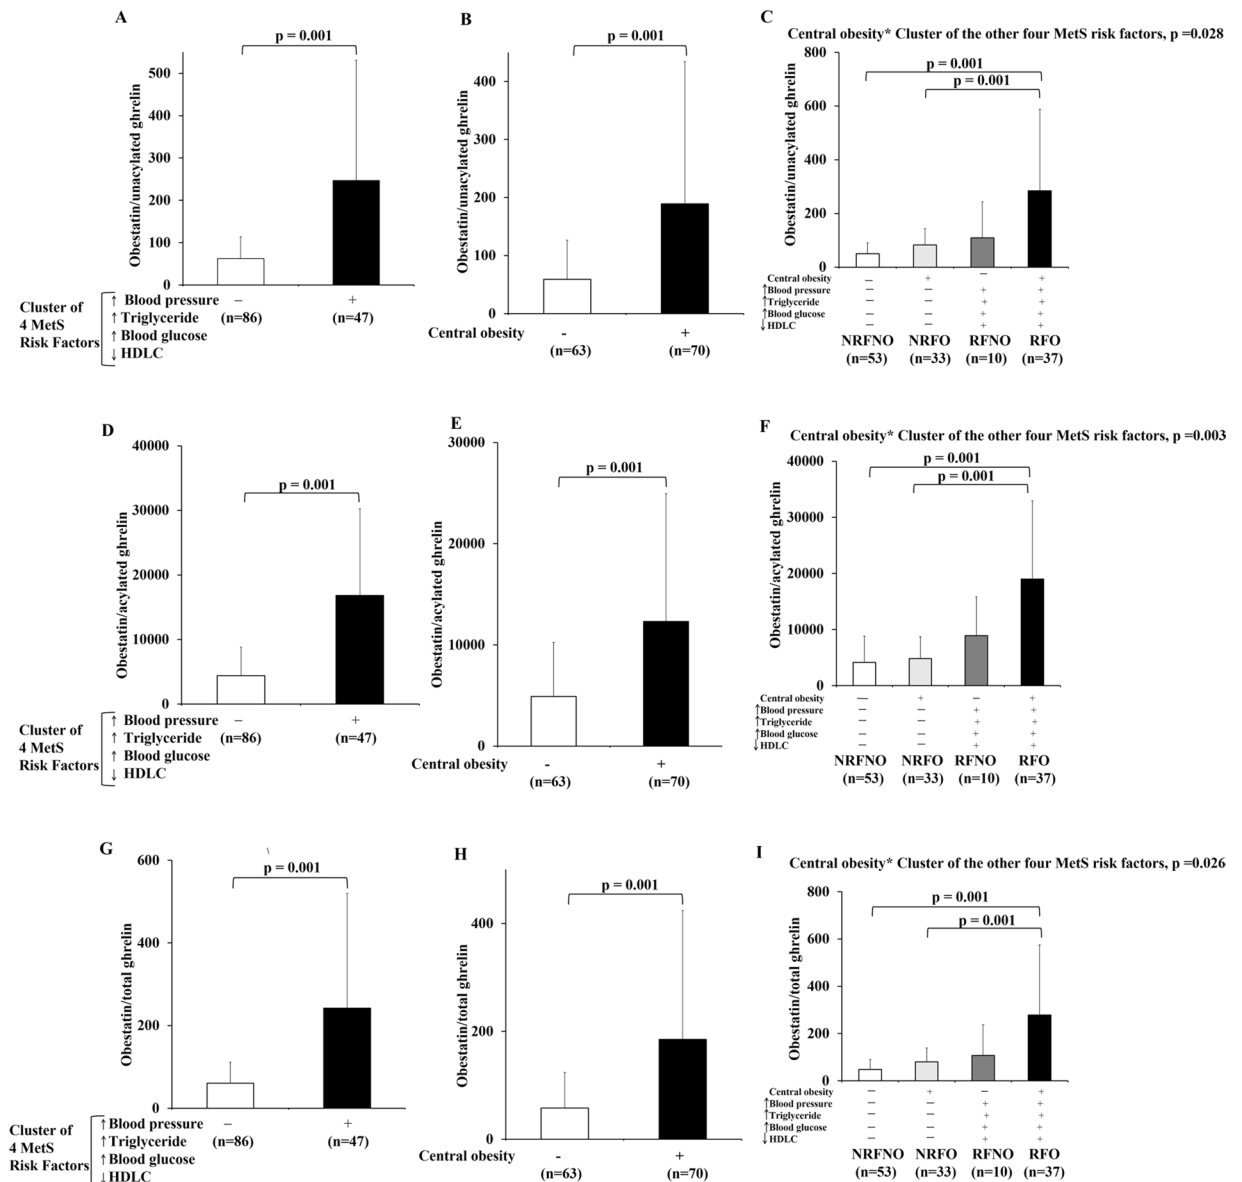 A
p = 0.001
Obestatin/unacylated ghrelin
500
400
300
200
100
0
Cluster of
4 MetS
Risk Factors
↑ Blood pressure
↑ Triglyceride
↑ Blood glucose
↓ HDLC
– +
(n=86) (n=47)
B
p = 0.001
Obestatin/unacylated ghrelin
400
300
200
100
0
Central obesity - +
(n=63) (n=70)
C
Central obesity* Cluster of the other four MetS risk factors, p =0.028
p = 0.001
p = 0.001
Obestatin/unacylated ghrelin
800
600
400
200
0
Central obesity — + — +
↑Blood pressure — — + +
↑Triglyceride — — + +
↑Blood glucose — — + +
↓HDLC — — + +
NRFNO NRFO RFNO RFO
(n=53) (n=33) (n=10) (n=37)
D
p = 0.001
Obestatin/acylated ghrelin
40000
30000
20000
10000
0
Cluster of
4 MetS
Risk Factors
↑ Blood pressure
↑ Triglyceride
↑ Blood glucose
↓ HDLC
– +
(n=86) (n=47)
E
p = 0.001
Obestatin/acylated ghrelin
30000
20000
10000
0
Central obesity - +
(n=63) (n=70)
F
Central obesity* Cluster of the other four MetS risk factors, p =0.003
p = 0.001
p = 0.001
Obestatin/acylated ghrelin
40000
30000
20000
10000
0
Central obesity — + + +
↑Blood pressure — — + +
↑Triglyceride — — + +
↑Blood glucose — — + +
↓HDLC — — + +
NRFNO NRFO RFNO RFO
(n=53) (n=33) (n=10) (n=37)
G
\
p = 0.001
Obestatin/total ghrelin
600
400
200
0
Cluster of
4 MetS
Risk Factors
↑Blood pressure
↑Triglyceride
↑Blood glucose
↓HDLC
– +
(n=86) (n=47)
H
p = 0.001
Obestatin/total ghrelin
400
200
0
Central obesity - +
(n=63) (n=70)
I
Central obesity* Cluster of the other four MetS risk factors, p =0.026
p = 0.001
p = 0.001
Obestatin/total ghrelin
800
600
400
200
0
Central obesity — + — +
↑Blood pressure — — + +
↑Triglyceride — — + +
↑Blood glucose — — + +
↓HDLC — — + +
NRFNO NRFO RFNO RFO
(n=53) (n=33) (n=10) (n=37)